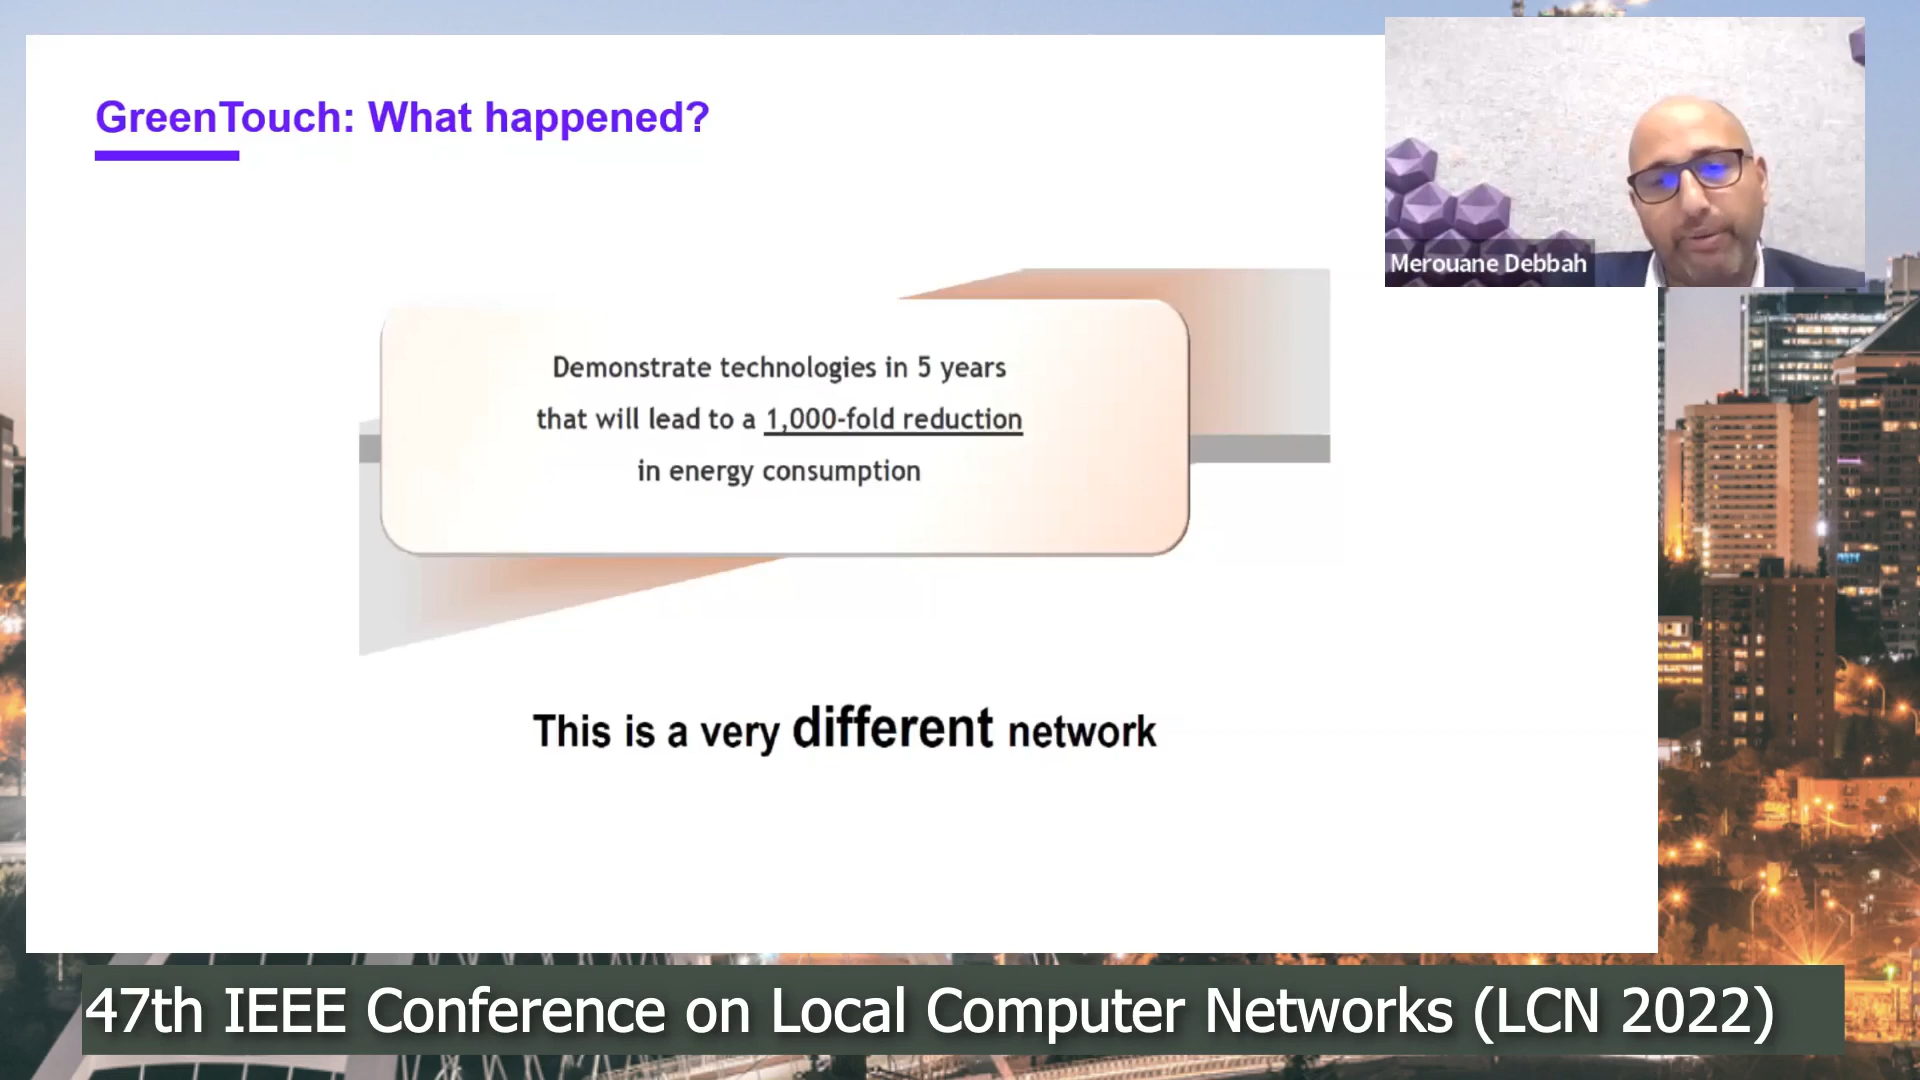 GreenTouch: What happened?
Merouane Debbah
Demonstrate technologies in 5 years
that will lead to a 1,000-fold reduction
in energy consumption
This is a very different network
47th IEEE Conference on Local Computer Networks (LCN 2022)